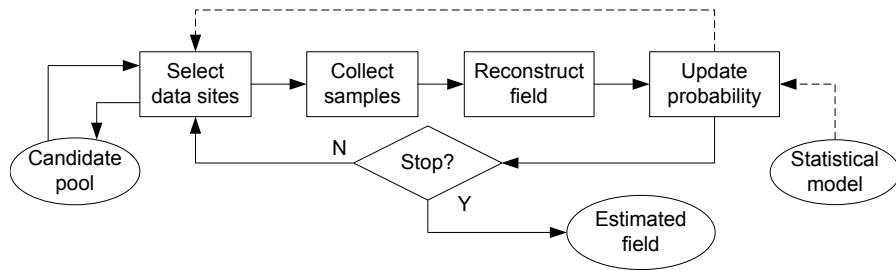 Select
data sites
Collect
samples
Reconstruct
field
Update
probability
Candidate
pool
N
Stop?
Y
Statistical
model
Estimated
field